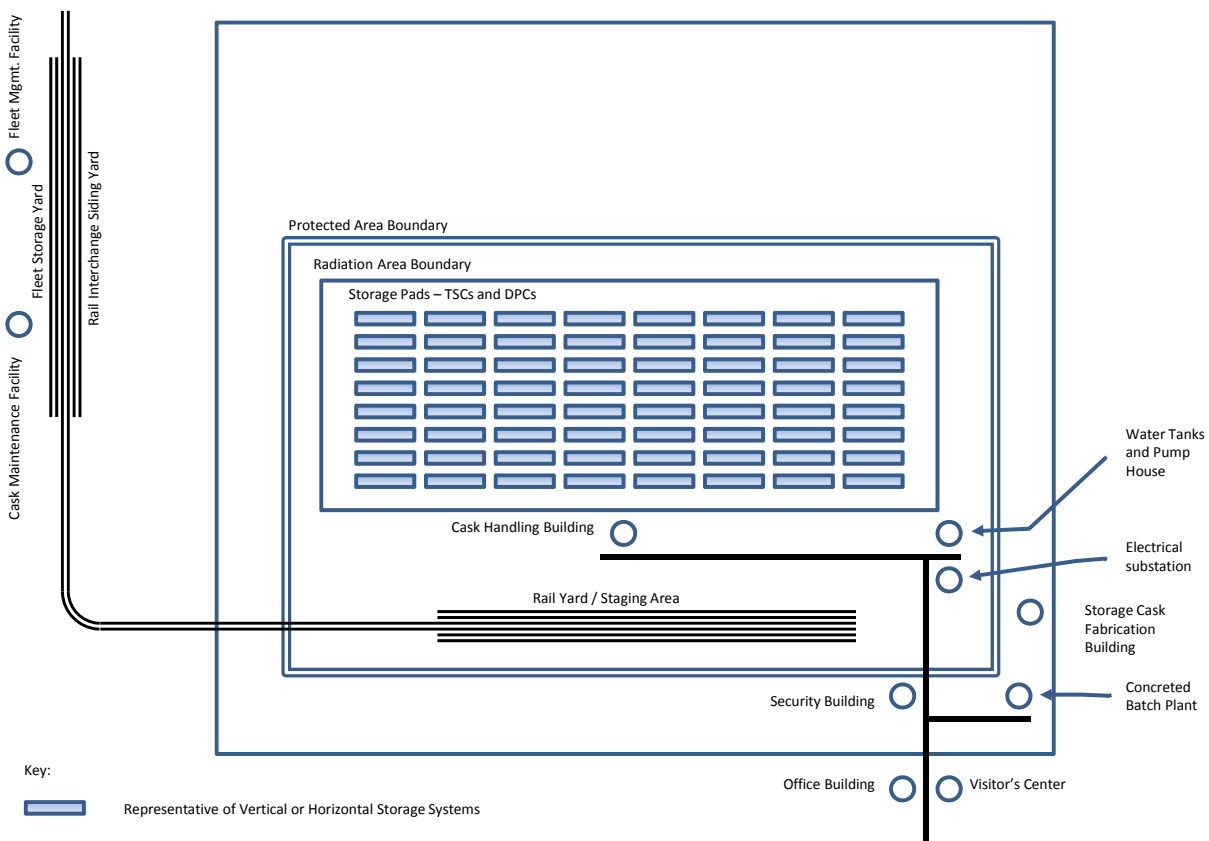 Fleet Mgmt. Facility
Fleet Storage Yard
Rail Interchange Siding Yard
Cask Maintenance Facility
Protected Area Boundary
Radiation Area Boundary
Storage Pads – TSCs and DPCs
Cask Handling Building
Water Tanks
and Pump
House
Electrical
substation
Rail Yard / Staging Area
Storage Cask
Fabrication
Building
Security Building
Concreted
Batch Plant
Office Building
Visitor's Center
Key:
Representative of Vertical or Horizontal Storage Systems